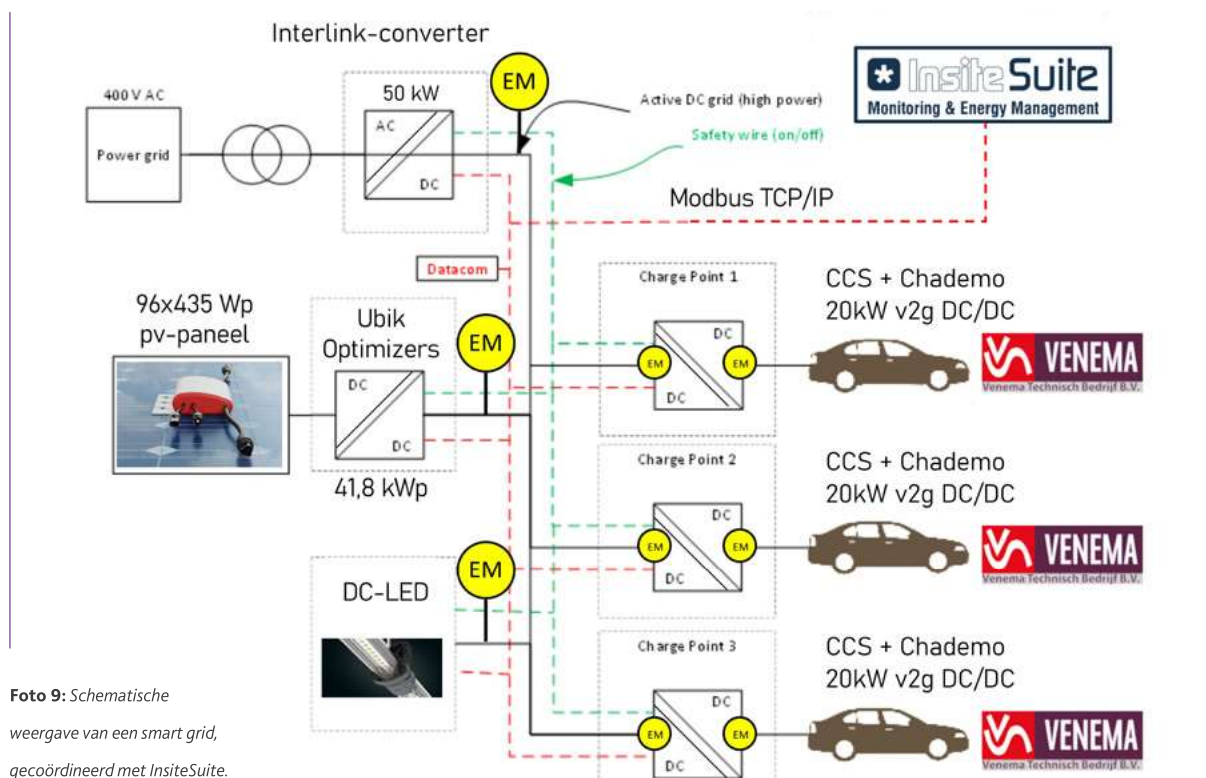 Interlink-converter
EM
InsiteSuite
Monitoring & Energy Management
400 V AC
50 kW
Active DC grid (high power)
AC
Power grid
Safety wire (on/off)
DC
Modbus TCP/IP
Datacom
Charge Point 1
CCS + Chademo
20kW v2g DC/DC
96x435 Wp
pv-paneel
Ubik
Optimizers
EM
DC
EM
EM
DC
VENEMA
Venema Technisch Bedrijf B.V.
DC
DC
41,8 kWp
Charge Point 2
CCS + Chademo
20kW v2g DC/DC
DC
EM
EM
DC
VENEMA
Venema Technisch Bedrijf B.V.
EM
DC-LED
Charge Point 3
CCS + Chademo
20kW v2g DC/DC
DC
EM
EM
DC
VENEMA
Venema Technisch Bedrijf B.V.
Foto 9: Schematische
weergave van een smart grid,
gecoördineerd met InsiteSuite.